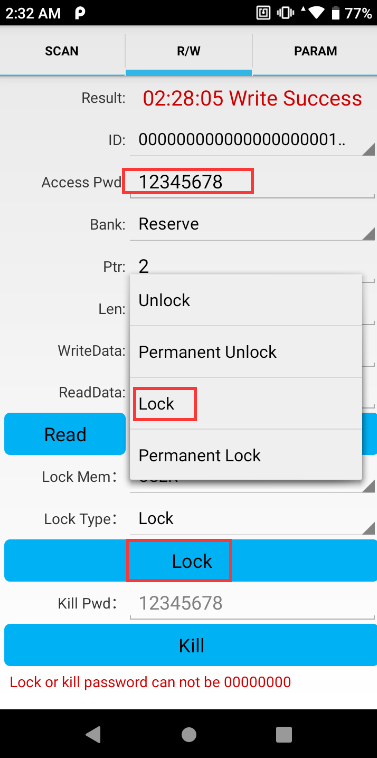 2:32 AM 77%
SCAN R/W PARAM
Result: 02:28:05 Write Success
ID: 000000000000000000001..
Access Pwd 12345678
Bank: Reserve
Ptr: 2
Len:
Unlock
WriteData: Permanent Unlock
ReadData: Lock
Read
Permanent Lock
Lock Mem:
Lock Type: Lock
Lock
Kill Pwd: 12345678
Kill
Lock or kill password can not be 00000000